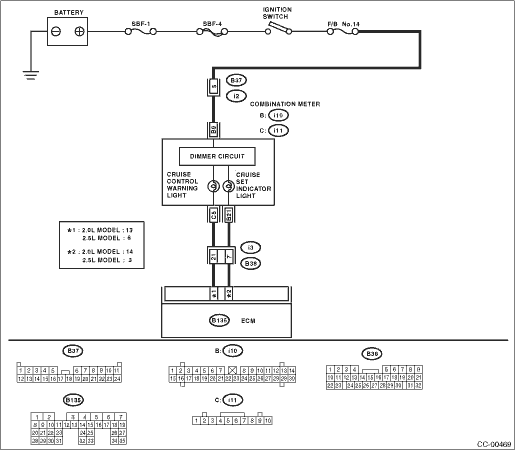 BATTERY
SBF-1
SBF-4
IGNITION
SWITCH
F/B No.14
5
B37
i2
COMBINATION METER
B: i10
C: i11
B9
DIMMER CIRCUIT
CRUISE
CONTROL
WARNING
LIGHT
CRUISE
SET
INDICATOR
LIGHT
C5
B21
*1 : 2.0L MODEL : 13
2.5L MODEL : 5
*2 : 2.0L MODEL : 14
2.5L MODEL : 3
21
7
i3
B38
*1
*2
B135
ECM
B37
1 2 3 4 5 6 7 8 9 10 11
12 13 14 15 16 17 18 19 20 21 22 23 24
B: i10
1 2 3 4 5 6 7 8 9 10 11 12 13 14
15 16 17 18 19 20 21 22 23 24 25 26 27 28 29 30
B38
1 2 3 4 5 6 7 8 9
10 11 12 13 14 15 16 17 18 19 20 21
22 23 24 25 26 27 28 29 30 31 32
B135
1 2 3 4 5 6 7
8 9 10 11 12 13 14 15 16 17 18 19
20 21 22 23 24 25 26 27
28 29 30 31 32 33 34 35
C: i11
1 2 3 4 5 6 7 8 9 10
CC-00469